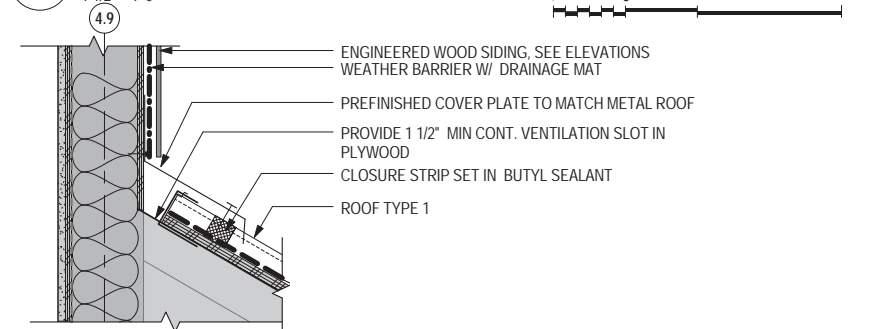 4.9
ENGINEERED WOOD SIDING, SEE ELEVATIONS
WEATHER BARRIER W/ DRAINAGE MAT
PREFINISHED COVER PLATE TO MATCH METAL ROOF
PROVIDE 1 1/2" MIN CONT. VENTILATION SLOT IN
PLYWOOD
CLOSURE STRIP SET IN BUTYL SEALANT
ROOF TYPE 1